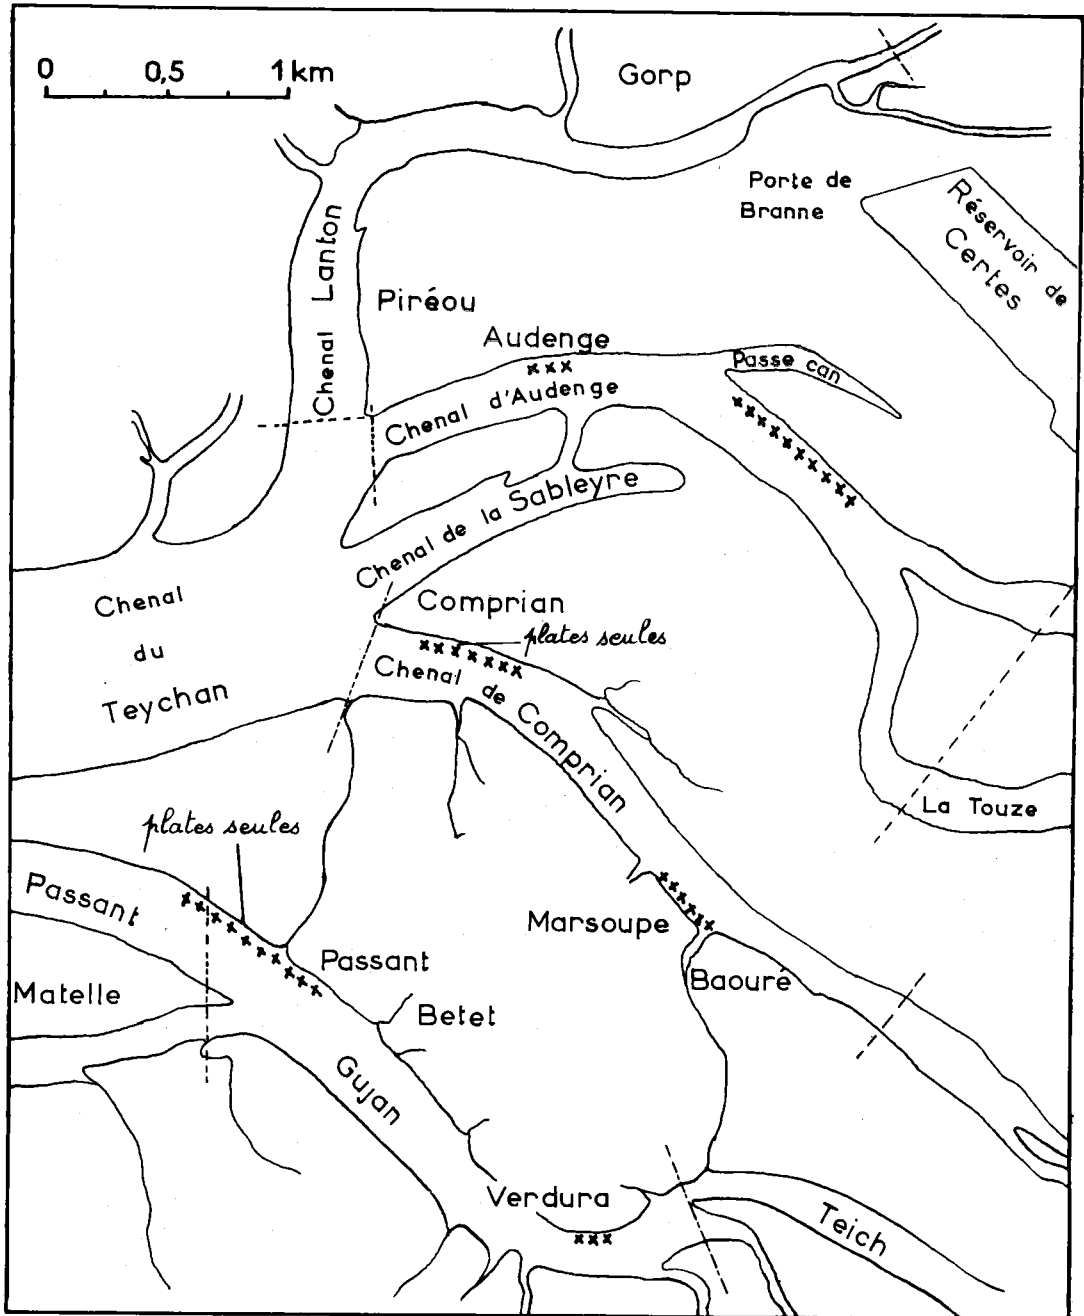 0 0,5 1 km
Gorp
Porte de
Branne
Réservoir de
Certes
Chenal Lanton
Piréou
Audenge
xxx
Passe can
Chenal d'Audenge
Chenal de la Sableyre
Chenal
du
Teychan
Comprian
plates seules
Chenal de Comprian
La Touze
plates seules
Passant
Marsoupe
Passant
Baouré
Matelle
Betet
Gujan
Verdura
xxx
Teich